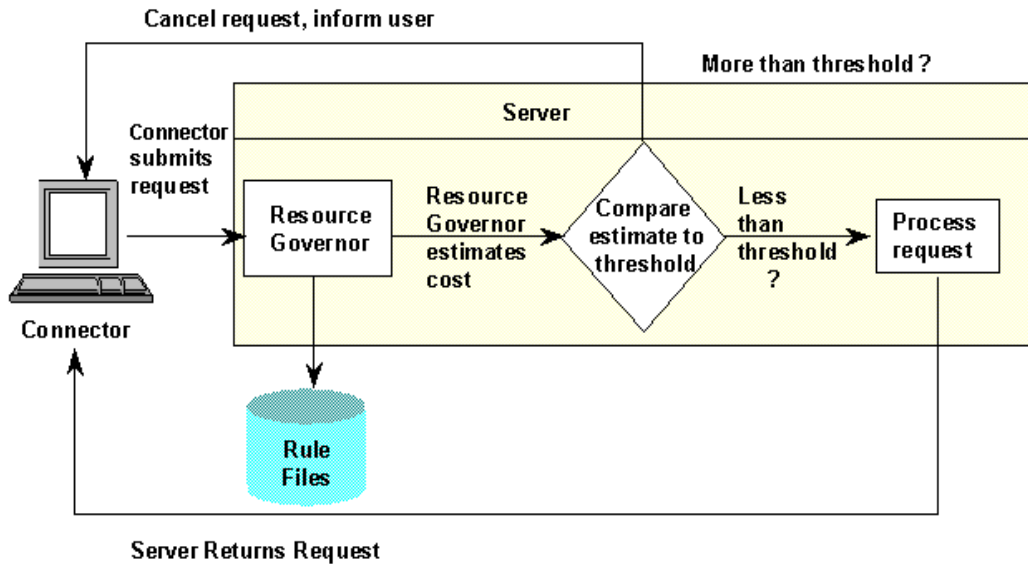 Cancel request, inform user
More than threshold ?
Server
Connector
submits
request
Resource
Governor
Resource
Governor
estimates
cost
Compare
estimate to
threshold
Less
than
threshold
?
Process
request
Connector
Rule
Files
Server Returns Request